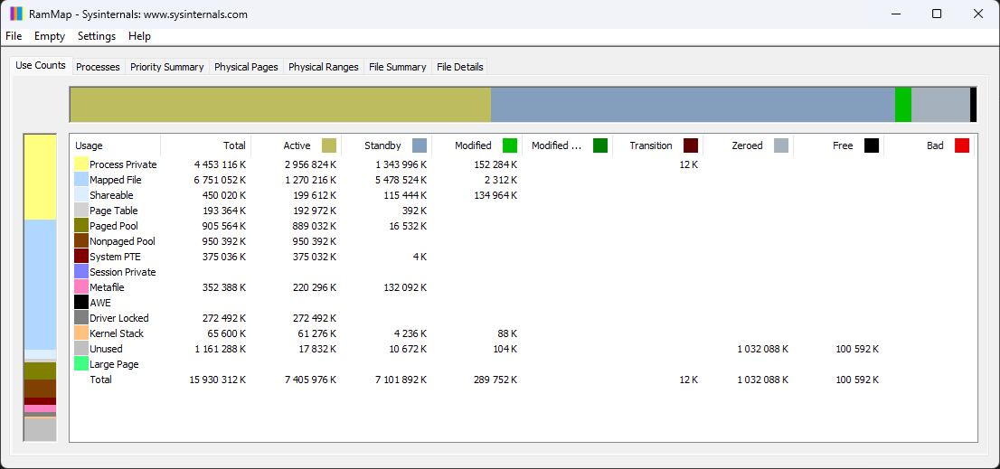 RamMap - Sysinternals: www.sysinternals.com
File Empty Settings Help
Use Counts Processes Priority Summary Physical Pages Physical Ranges File Summary File Details
Usage Total Active Standby Modified Modified ... Transition Zeroed Free Bad
Process Private 4 453 116 K 2 956 824 K 1 343 996 K 152 284 K 12 K
Mapped File 6 751 052 K 1 270 216 K 5 478 524 K 2 312 K
Shareable 450 020 K 199 612 K 115 444 K 134 964 K
Page Table 193 364 K 192 972 K 392 K
Paged Pool 905 564 K 889 032 K 16 532 K
Nonpaged Pool 950 392 K 950 392 K
System PTE 375 036 K 375 032 K 4 K
Session Private
Metafile 352 388 K 220 296 K 132 092 K
AWE
Driver Locked 272 492 K 272 492 K
Kernel Stack 65 600 K 61 276 K 4 236 K 88 K
Unused 1 161 288 K 17 832 K 10 672 K 104 K 1 032 088 K 100 592 K
Large Page
Total 15 930 312 K 7 405 976 K 7 101 892 K 289 752 K 12 K 1 032 088 K 100 592 K